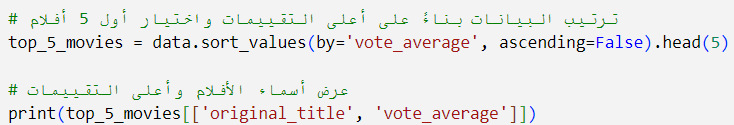 # ترتيب البيانات بناءً على أعلى التقييمات واختيار أول 5 أفلام
top_5_movies = data.sort_values(by='vote_average', ascending=False).head(5)
# عرض أسماء الأفلام وأعلى التقييمات
print(top_5_movies[['original_title', 'vote_average']])